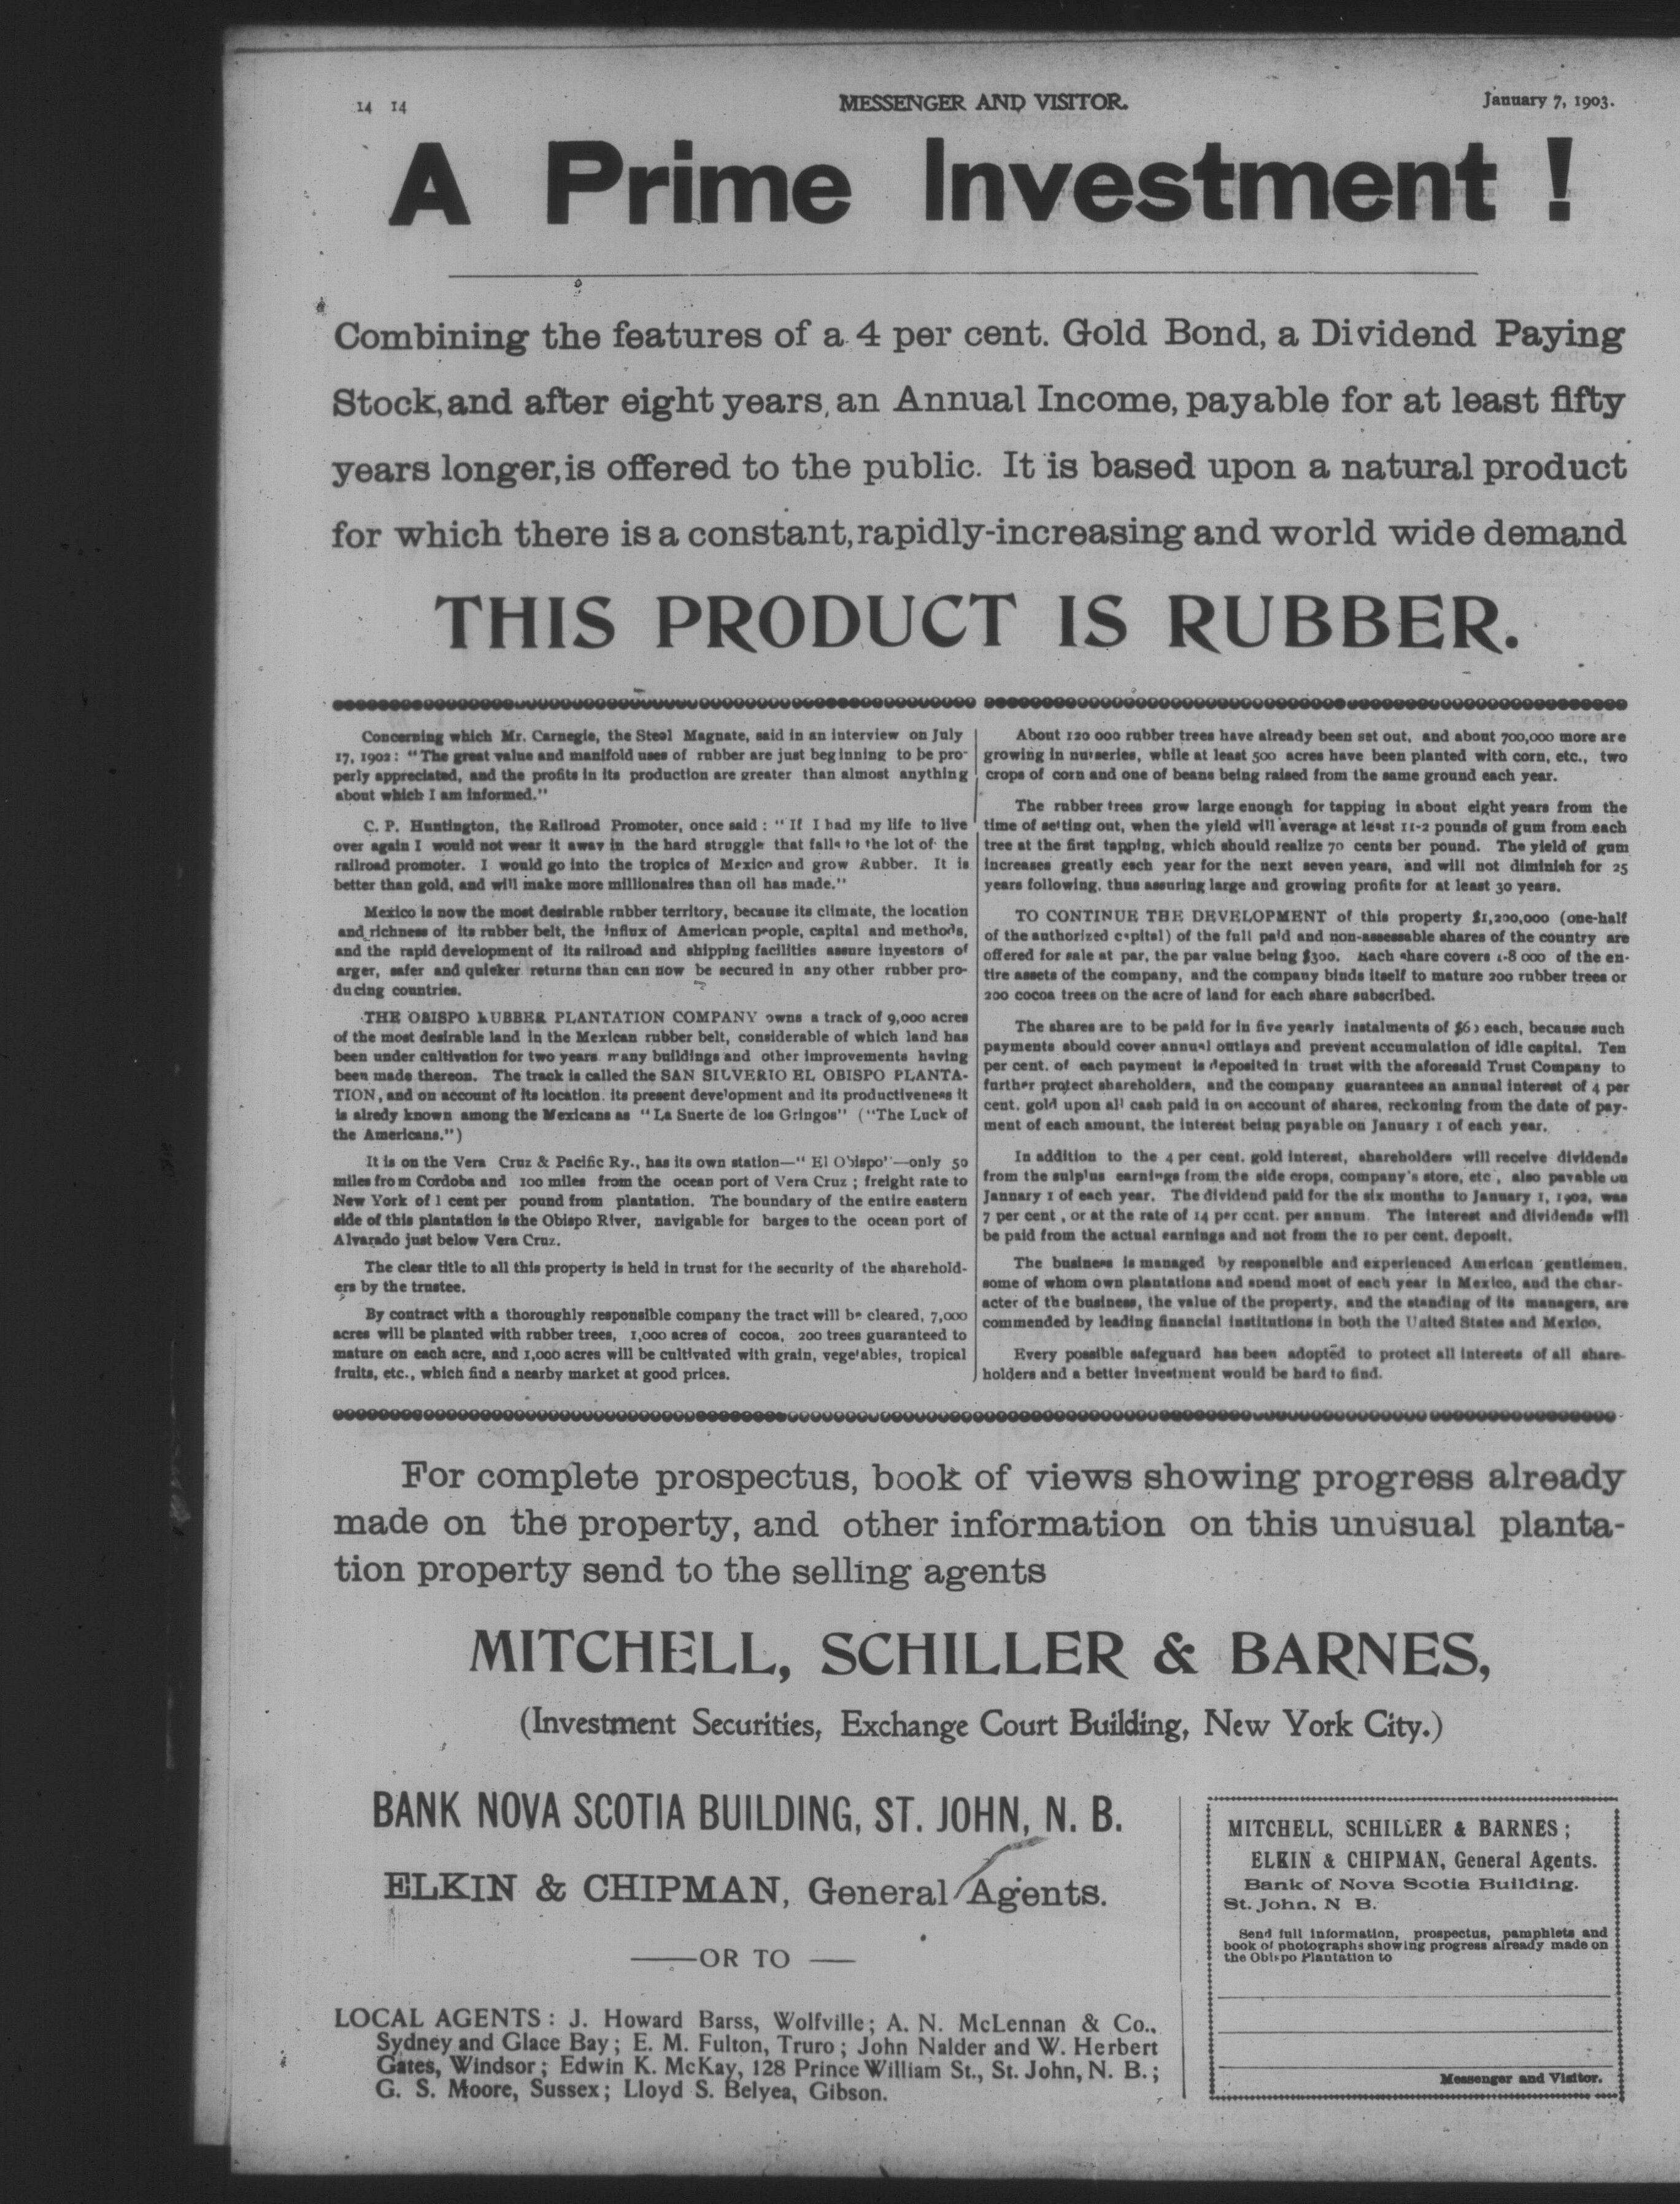 14 14
MESSENGER AND VISITOR.
January 7, 1903.
A Prime Investment !
Combining the features of a 4 per cent. Gold Bond, a Dividend Paying
Stock, and after eight years, an Annual Income, payable for at least fifty
years longer, is offered to the public. It is based upon a natural product
for which there is a constant, rapidly-increasing and world wide demand
THIS PRODUCT IS RUBBER.
Concerning which Mr. Carnegie, the Steel Magnate, said in an interview on July
17, 1902: "The great value and manifold uses of rubber are just beginning to be pro-
perly appreciated, and the profits in its production are greater than almost anything
about which I am informed."
C. P. Huntington, the Railroad Promoter, once said: "If I had my life to live
over again I would not wear it away in the hard struggle that falls to the lot of the
railroad promoter. I would go into the tropics of Mexico and grow Rubber. It is
better than gold, and will make more millionaires than oil has made."
Mexico is now the most desirable rubber territory, because its climate, the location
and richness of its rubber belt, the influx of American people, capital and methods,
and the rapid development of its railroad and shipping facilities assure investors of
arger, safer and quicker returns than can now be secured in any other rubber pro-
ducing countries.
THE OBISPO RUBBER PLANTATION COMPANY owns a track of 9,000 acres
of the most desirable land in the Mexican rubber belt, considerable of which land has
been under cultivation for two years many buildings and other improvements having
been made thereon. The track is called the SAN SILVERIO EL OBISPO PLANTA-
TION, and on account of its location, its present development and its productiveness it
is alredy known among the Mexicans as "La Suerte de los Gringos" ("The Luck of
the Americans.")
It is on the Vera Cruz & Pacific Ry., has its own station—"El Obispo"—only 50
miles from Cordoba and 100 miles from the ocean port of Vera Cruz; freight rate to
New York of 1 cent per pound from plantation. The boundary of the entire eastern
side of this plantation is the Obispo River, navigable for barges to the ocean port of
Alvarado just below Vera Cruz.
The clear title to all this property is held in trust for the security of the sharehold-
ers by the trustee.
By contract with a thoroughly responsible company the tract will be cleared, 7,000
acres will be planted with rubber trees, 1,000 acres of cocoa, 200 trees guaranteed to
mature on each acre, and 1,000 acres will be cultivated with grain, vegetables, tropical
fruits, etc., which find a nearby market at good prices.
About 120 000 rubber trees have already been set out, and about 700,000 more are
growing in nurseries, while at least 500 acres have been planted with corn, etc., two
crops of corn and one of beans being raised from the same ground each year.
The rubber trees grow large enough for tapping in about eight years from the
time of setting out, when the yield will average at least 1 1-2 pounds of gum from each
tree at the first tapping, which should realize 70 cents ber pound. The yield of gum
increases greatly each year for the next seven years, and will not diminish for 25
years following, thus assuring large and growing profits for at least 30 years.
TO CONTINUE THE DEVELOPMENT of this property $1,200,000 (one-half
of the authorized capital) of the full paid and non-assessable shares of the country are
offered for sale at par, the par value being $300. Each share covers 1-8 000 of the en-
tire assets of the company, and the company binds itself to mature 200 rubber trees or
200 cocoa trees on the acre of land for each share subscribed.
The shares are to be paid for in five yearly instalments of $60 each, because such
payments should cover annual outlays and prevent accumulation of idle capital. Ten
per cent. of each payment is deposited in trust with the aforesaid Trust Company to
further protect shareholders, and the company guarantees an annual interest of 4 per
cent. gold upon all cash paid in on account of shares, reckoning from the date of pay-
ment of each amount, the interest being payable on January 1 of each year.
In addition to the 4 per cent. gold interest, shareholders will receive dividends
from the sulplus earnings from the side crops, company's store, etc, also payable on
January 1 of each year. The dividend paid for the six months to January 1, 1902, was
7 per cent, or at the rate of 14 per cent. per annum. The interest and dividends will
be paid from the actual earnings and not from the 10 per cent. deposit.
The business is managed by responsible and experienced American gentlemen,
some of whom own plantations and spend most of each year in Mexico, and the char-
acter of the business, the value of the property, and the standing of its managers, are
commended by leading financial institutions in both the United States and Mexico.
Every possible safeguard has been adopted to protect all interests of all share-
holders and a better investment would be hard to find.
For complete prospectus, book of views showing progress already
made on the property, and other information on this unusual planta-
tion property send to the selling agents
MITCHELL, SCHILLER & BARNES,
(Investment Securities, Exchange Court Building, New York City.)
BANK NOVA SCOTIA BUILDING, ST. JOHN, N. B.
ELKIN & CHIPMAN, General Agents.
——OR TO ——
LOCAL AGENTS: J. Howard Barss, Wolfville; A. N. McLennan & Co.,
Sydney and Glace Bay; E. M. Fulton, Truro; John Nalder and W. Herbert
Gates, Windsor; Edwin K. McKay, 128 Prince William St., St. John, N. B.;
G. S. Moore, Sussex; Lloyd S. Belyea, Gibson.
MITCHELL, SCHILLER & BARNES;
ELKIN & CHIPMAN, General Agents.
Bank of Nova Scotia Building.
St. John, N B.
Send full information, prospectus, pamphlets and
book of photographs showing progress already made on
the Obispo Plantation to
Messenger and Visitor.